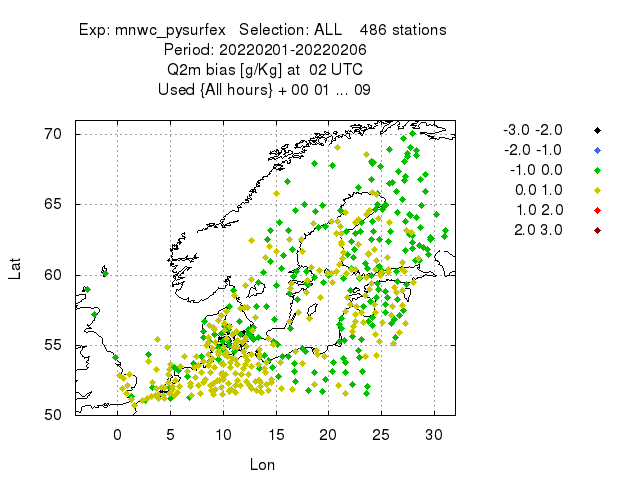 Exp: mnwc_pysurfex   Selection: ALL    486 stations
Period: 20220201-20220206
Q2m bias [g/Kg] at  02 UTC
Used {All hours} + 00 01 ... 09
70
65
60
55
50
0 5 10 15 20 25 30
Lat
Lon
-3.0 -2.0
-2.0 -1.0
-1.0 0.0
0.0 1.0
1.0 2.0
2.0 3.0